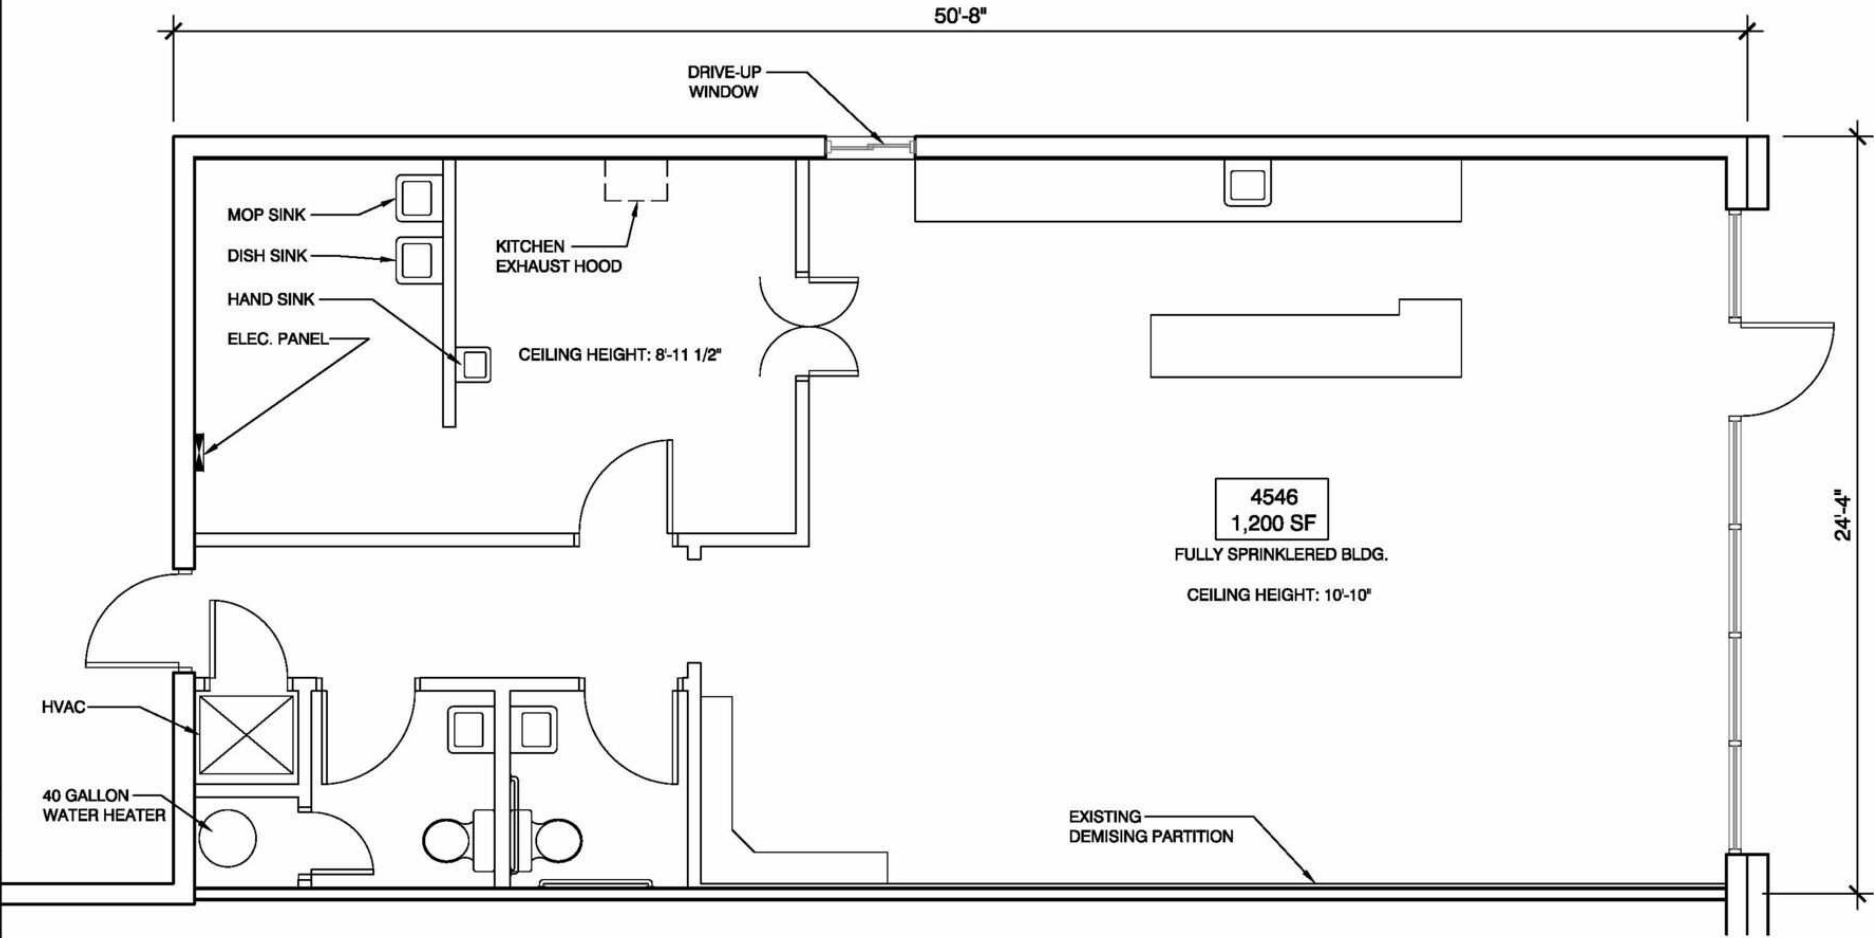 50'-8"
DRIVE-UP
WINDOW
MOP SINK
DISH SINK
HAND SINK
ELEC. PANEL
KITCHEN
EXHAUST HOOD
CEILING HEIGHT: 8'-11 1/2"
24'-4"
4546
1,200 SF
FULLY SPRINKLERED BLDG.
CEILING HEIGHT: 10'-10"
HVAC
40 GALLON
WATER HEATER
EXISTING
DEMISING PARTITION